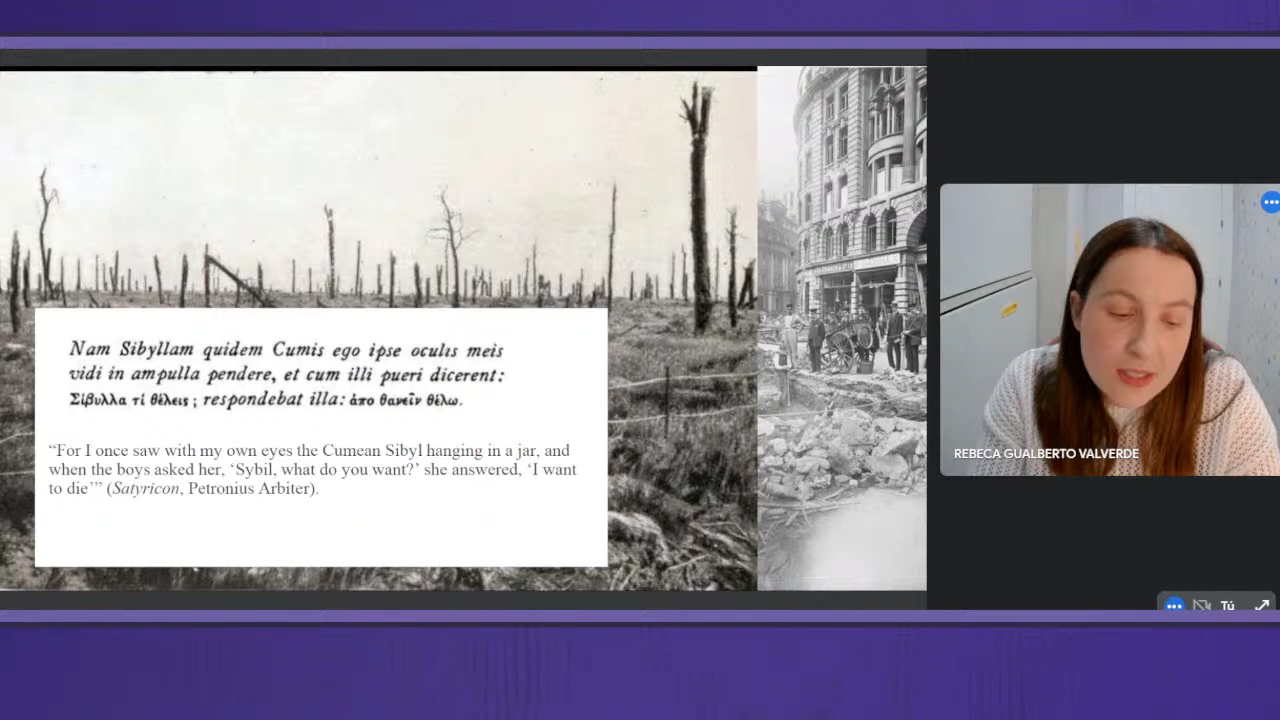 Nam Sibyllam quidem Cumis ego ipse oculis meis
vidi in ampulla pendere, et cum illi pueri dicerent:
Σίβυλλα τί θέλεις; respondebat illa: ἀπο θανεῖν θέλω.
“For I once saw with my own eyes the Cumean Sibyl hanging in a jar, and
when the boys asked her, ‘Sybil, what do you want?’ she answered, ‘I want
to die’” (Satyricon, Petronius Arbiter).
REBECA GUALBERTO VALVERDE
Tú